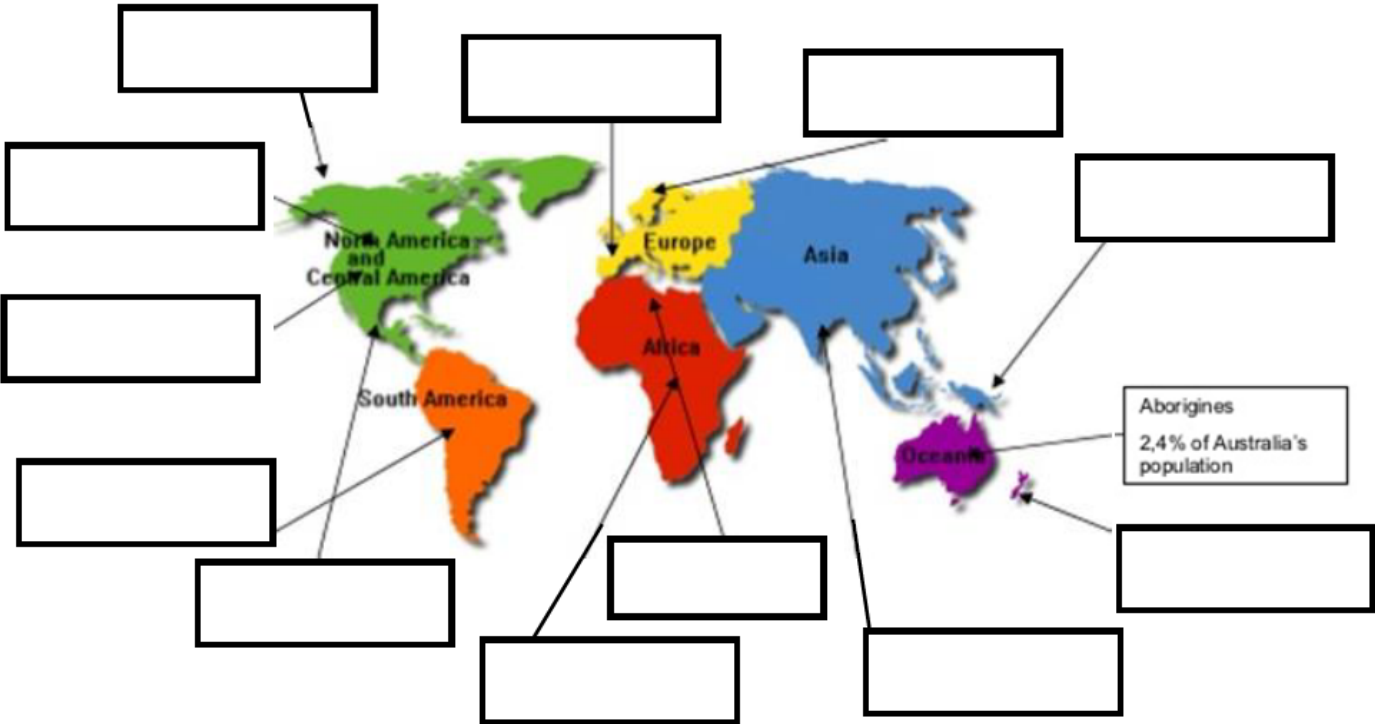 North America
and
Central America
Europe
Asia
Africa
South America
Oceania
Aborigines
2,4% of Australia's
population